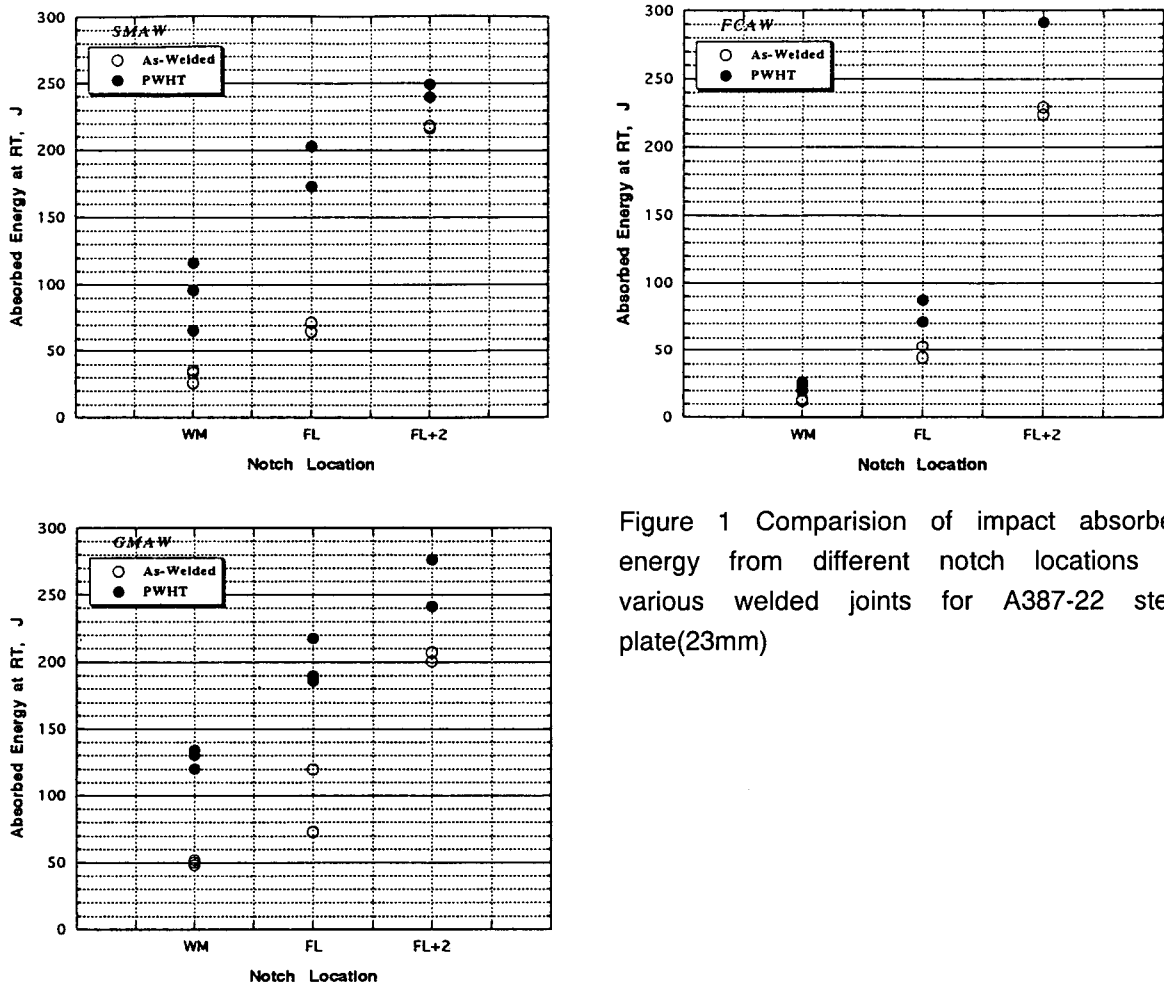 SMAW
As-Welded
PWHT
300
250
200
150
100
50
0
Absorbed Energy at RT, J
WM FL FL+2
Notch Location
FCAW
As-Welded
PWHT
300
250
200
150
100
50
0
Absorbed Energy at RT, J
WM FL FL+2
Notch Location
GMAW
As-Welded
PWHT
300
250
200
150
100
50
0
Absorbed Energy at RT, J
WM FL FL+2
Notch Location
Figure 1 Comparision of impact absorbe
energy from different notch locations
various welded joints for A387-22 ste
plate(23mm)